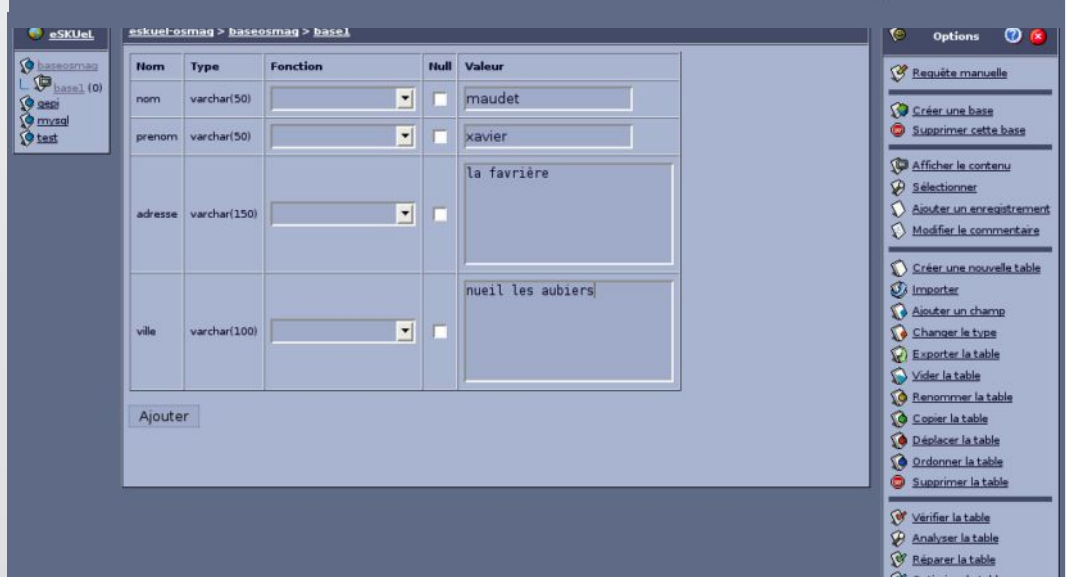 eSKUeL
baseosmag
base1 (0)
gepi
mysql
test
eskuel-osmag > baseosmag > base1
Nom Type Fonction Null Valeur
nom varchar(50) maudet
prenom varchar(50) xavier
adresse varchar(150) la favrière
ville varchar(100) nueil les aubiers
Ajouter
Options
Requête manuelle
Créer une base
Supprimer cette base
Afficher le contenu
Sélectionner
Ajouter un enregistrement
Modifier le commentaire
Créer une nouvelle table
Importer
Ajouter un champ
Changer le type
Exporter la table
Vider la table
Renommer la table
Copier la table
Déplacer la table
Ordonner la table
Supprimer la table
Vérifier la table
Analyser la table
Réparer la table